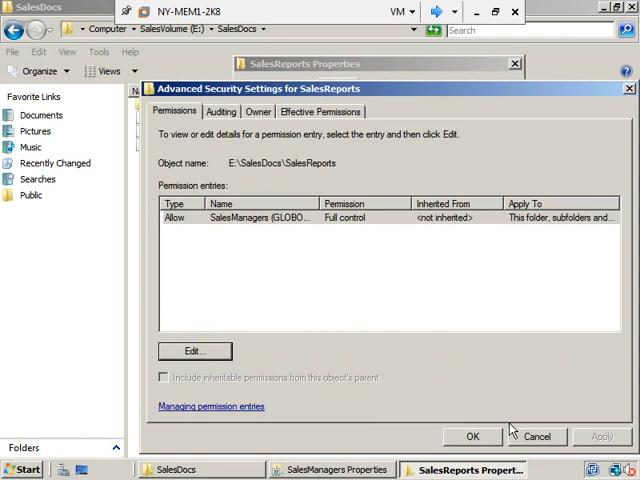 SalesDocs
NY-MEM1-2K8
VM
Computer SalesVolume (E:) SalesDocs
Search
File Edit View Tools Help
SalesReports Properties
Organize Views
Advanced Security Settings for SalesReports
Favorite Links
Documents
Pictures
Music
Recently Changed
Searches
Public
Permissions Auditing Owner Effective Permissions
To view or edit details for a permission entry, select the entry and then click Edit.
Object name: E:\SalesDocs\SalesReports
Permission entries:
Type Name Permission Inherited From Apply To
Allow SalesManagers (GLOBO... Full control <not inherited> This folder, subfolders and...
Edit...
Include inheritable permissions from this object's parent
Managing permission entries
OK Cancel Apply
Folders
Start SalesDocs SalesManagers Properties SalesReports Propert...